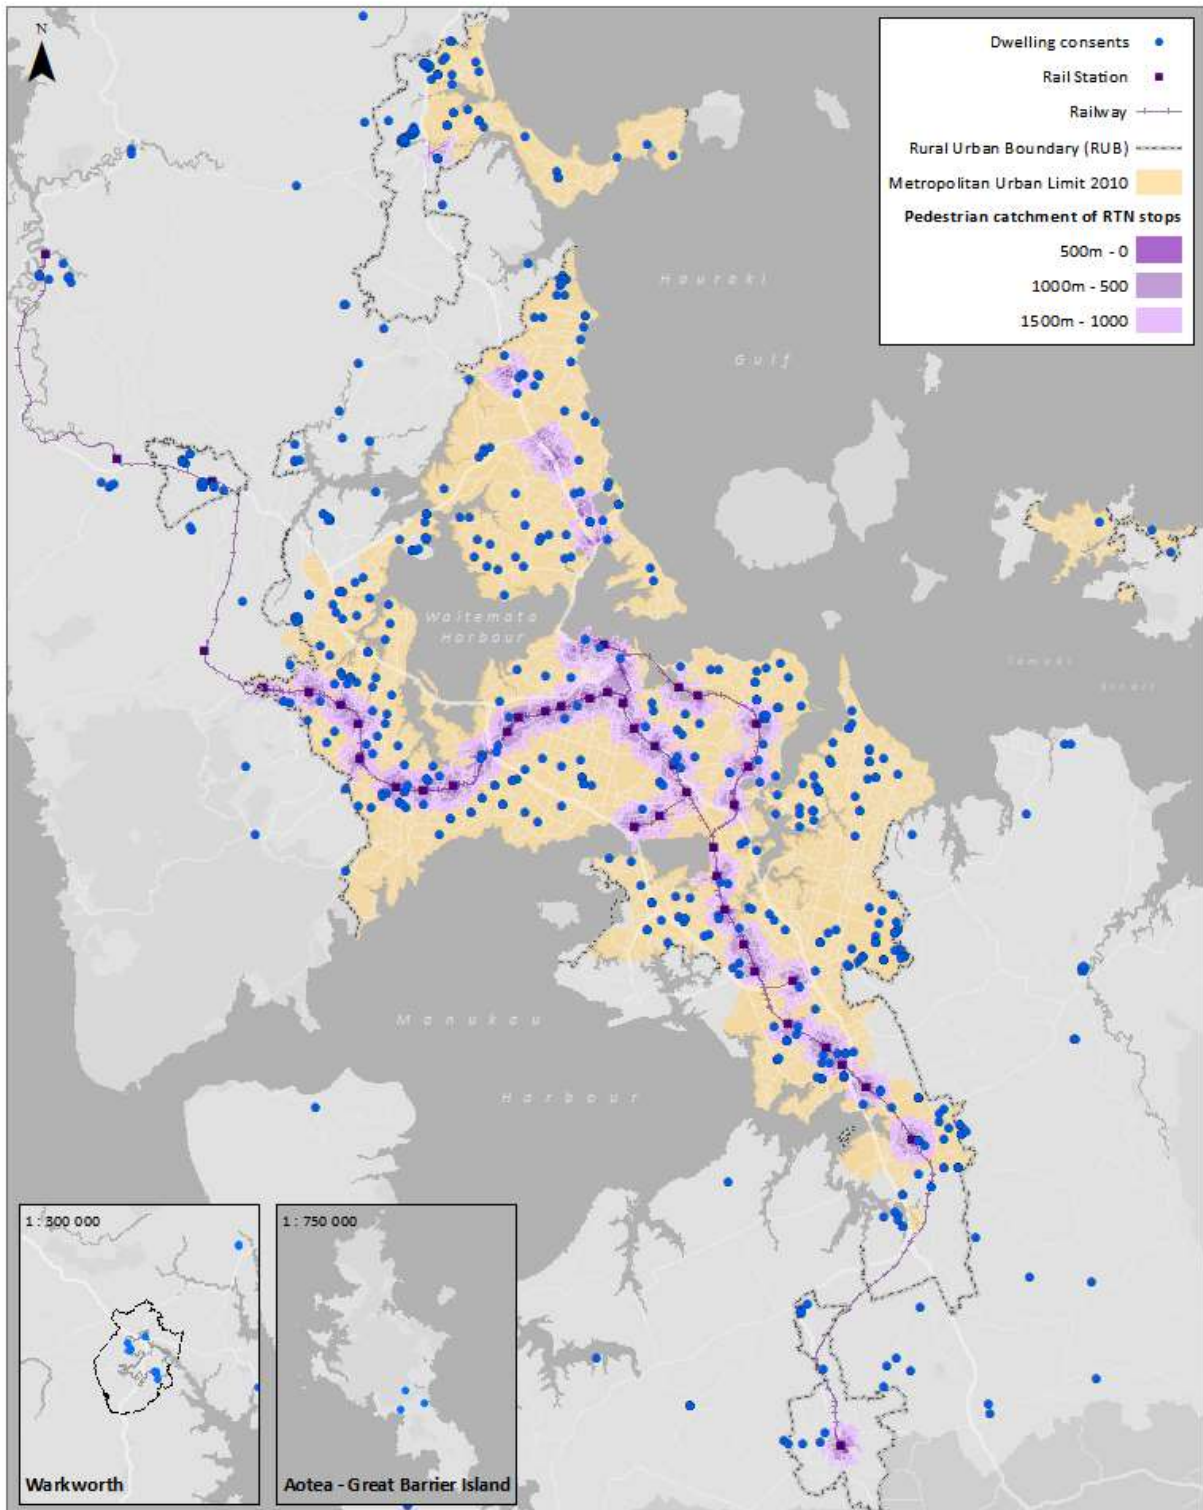 N
Dwelling consents
Rail Station
Railway
Rural Urban Boundary (RUB)
Metropolitan Urban Limit 2010
Pedestrian catchment of RTN stops
500m - 0
1000m - 500
1500m - 1000
Hauraki
Gulf
Waitemata
Harbour
Tamaki
Strait
Manukau
Harbour
1 : 300 000
Warkworth
1 : 750 000
Aotea - Great Barrier Island